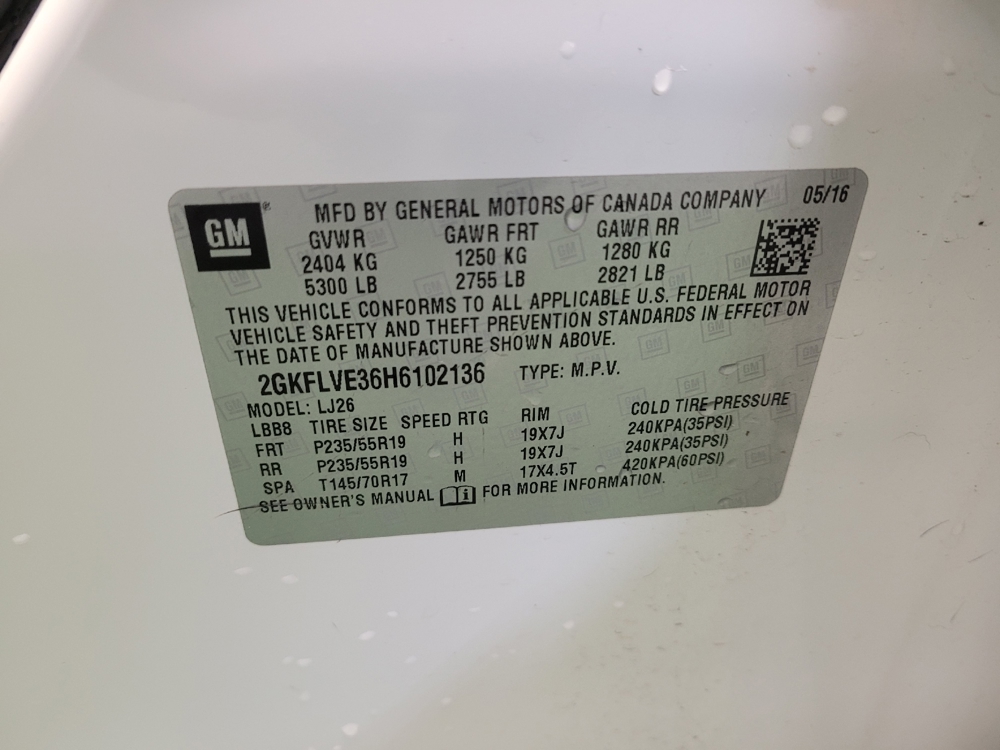 GM®
MFD BY GENERAL MOTORS OF CANADA COMPANY 05/16
GVWR GAWR FRT GAWR RR
2404 KG 1250 KG 1280 KG
5300 LB 2755 LB 2821 LB
THIS VEHICLE CONFORMS TO ALL APPLICABLE U.S. FEDERAL MOTOR
VEHICLE SAFETY AND THEFT PREVENTION STANDARDS IN EFFECT ON
THE DATE OF MANUFACTURE SHOWN ABOVE.
2GKFLVE36H6102136 TYPE: M.P.V.
MODEL: LJ26
LBB8 TIRE SIZE SPEED RTG RIM COLD TIRE PRESSURE
FRT P235/55R19 H 19X7J 240KPA(35PSI)
RR P235/55R19 H 19X7J 240KPA(35PSI)
SPA T145/70R17 M 17X4.5T 420KPA(60PSI)
SEE OWNER'S MANUAL i FOR MORE INFORMATION.